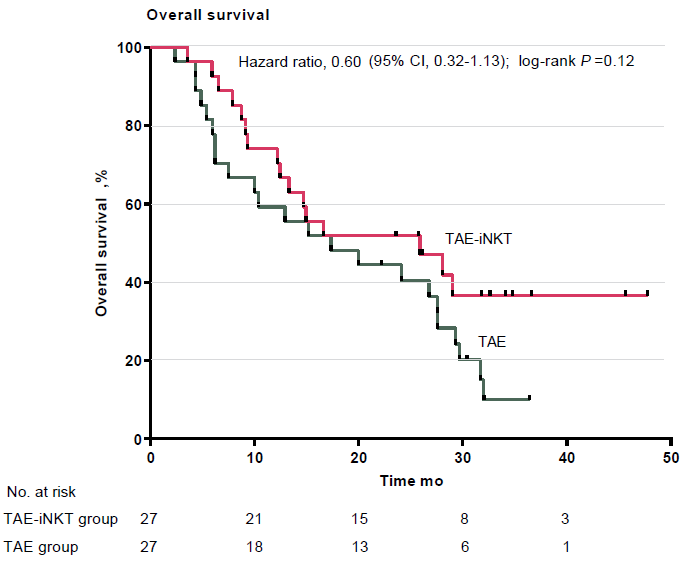 Overall survival
Hazard ratio, 0.60 (95% CI, 0.32-1.13); log-rank P =0.12
100
80
60
40
20
0
Overall survival ,%
TAE-iNKT
TAE
0 10 20 30 40 50
Time mo
No. at risk
TAE-iNKT group 27 21 15 8 3
TAE group 27 18 13 6 1